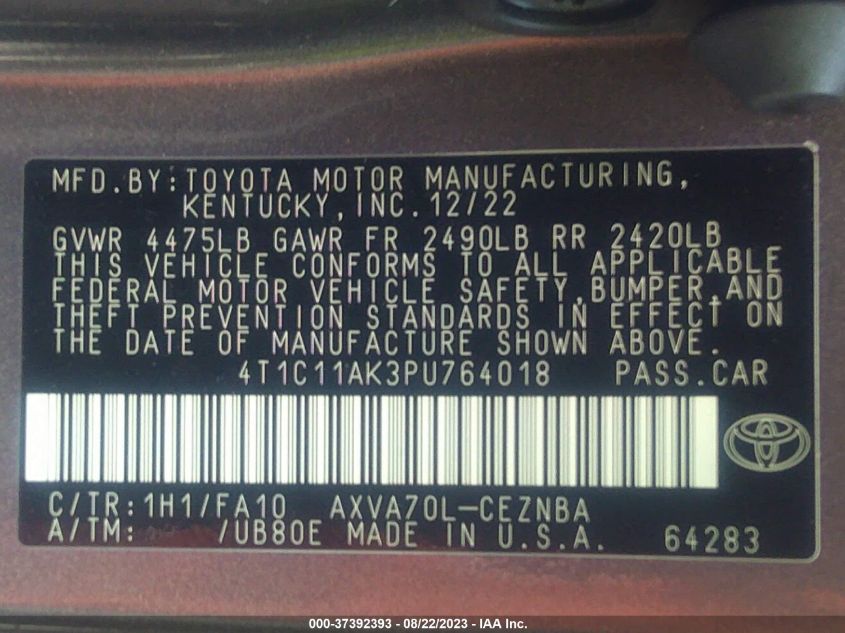 MFD.BY:TOYOTA MOTOR MANUFACTURING,
KENTUCKY,INC.12/22
GVWR 4475LB GAWR FR 2490LB RR 2420LB
THIS VEHICLE CONFORMS TO ALL APPLICABLE
FEDERAL MOTOR VEHICLE SAFETY,BUMPER,AND
THEFT PREVENTION STANDARDS IN EFFECT ON
THE DATE OF MANUFACTURE SHOWN ABOVE.
4T1C11AK3PU764018 PASS.CAR
C/TR:1H1/FA10 AXVA70L-CEZNBA
A/TM: /UB80E MADE IN U.S.A. 64283
000-37392393 - 08/22/2023 - IAA Inc.